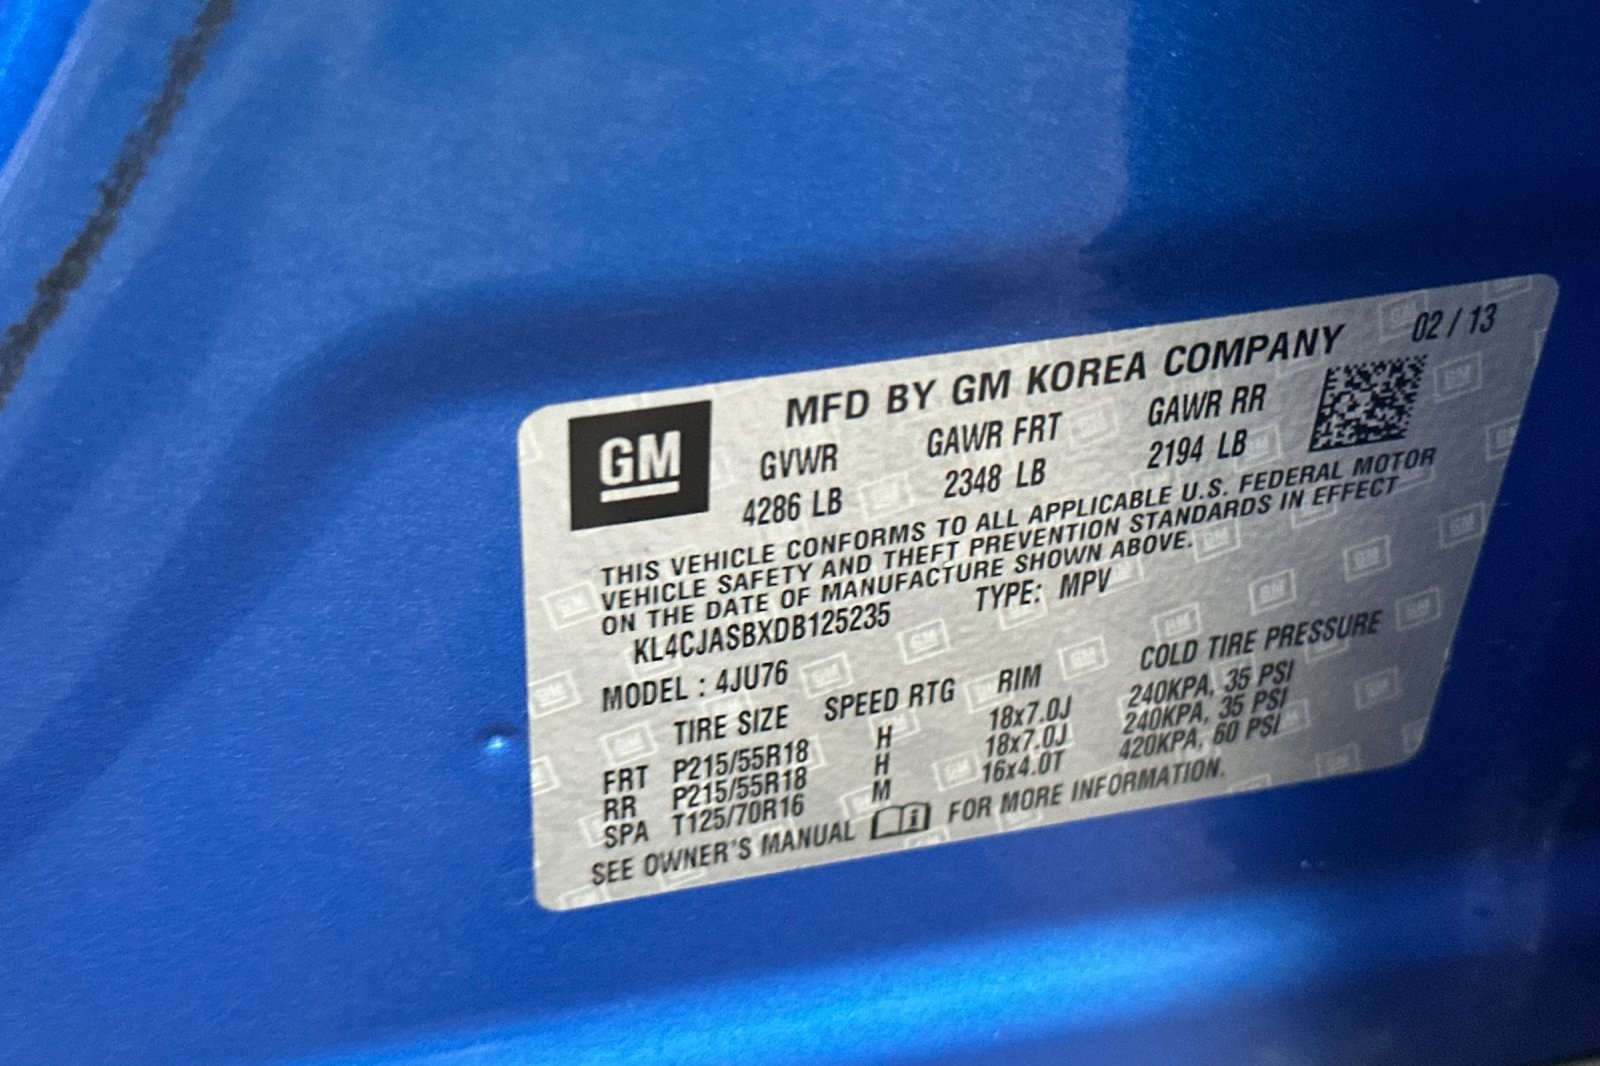 GM
MFD BY GM KOREA COMPANY 02 / 13
GVWR GAWR FRT GAWR RR
4286 LB 2348 LB 2194 LB
THIS VEHICLE CONFORMS TO ALL APPLICABLE U.S. FEDERAL MOTOR
VEHICLE SAFETY AND THEFT PREVENTION STANDARDS IN EFFECT
ON THE DATE OF MANUFACTURE SHOWN ABOVE.
KL4CJASBXDB125235 TYPE: MPV
MODEL : 4JU76
TIRE SIZE SPEED RTG RIM COLD TIRE PRESSURE
FRT P215/55R18 H 18x7.0J 240KPA, 35 PSI
RR P215/55R18 H 18x7.0J 240KPA, 35 PSI
SPA T125/70R16 M 16x4.0T 420KPA, 60 PSI
SEE OWNER'S MANUAL FOR MORE INFORMATION.